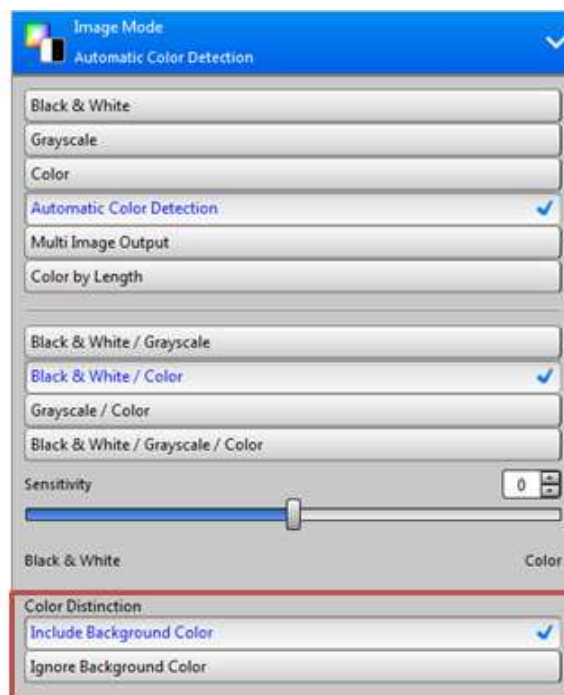 Image Mode
Automatic Color Detection
Black & White
Grayscale
Color
Automatic Color Detection
Multi Image Output
Color by Length
Black & White / Grayscale
Black & White / Color
Grayscale / Color
Black & White / Grayscale / Color
Sensitivity 0
Black & White Color
Color Distinction
Include Background Color
Ignore Background Color